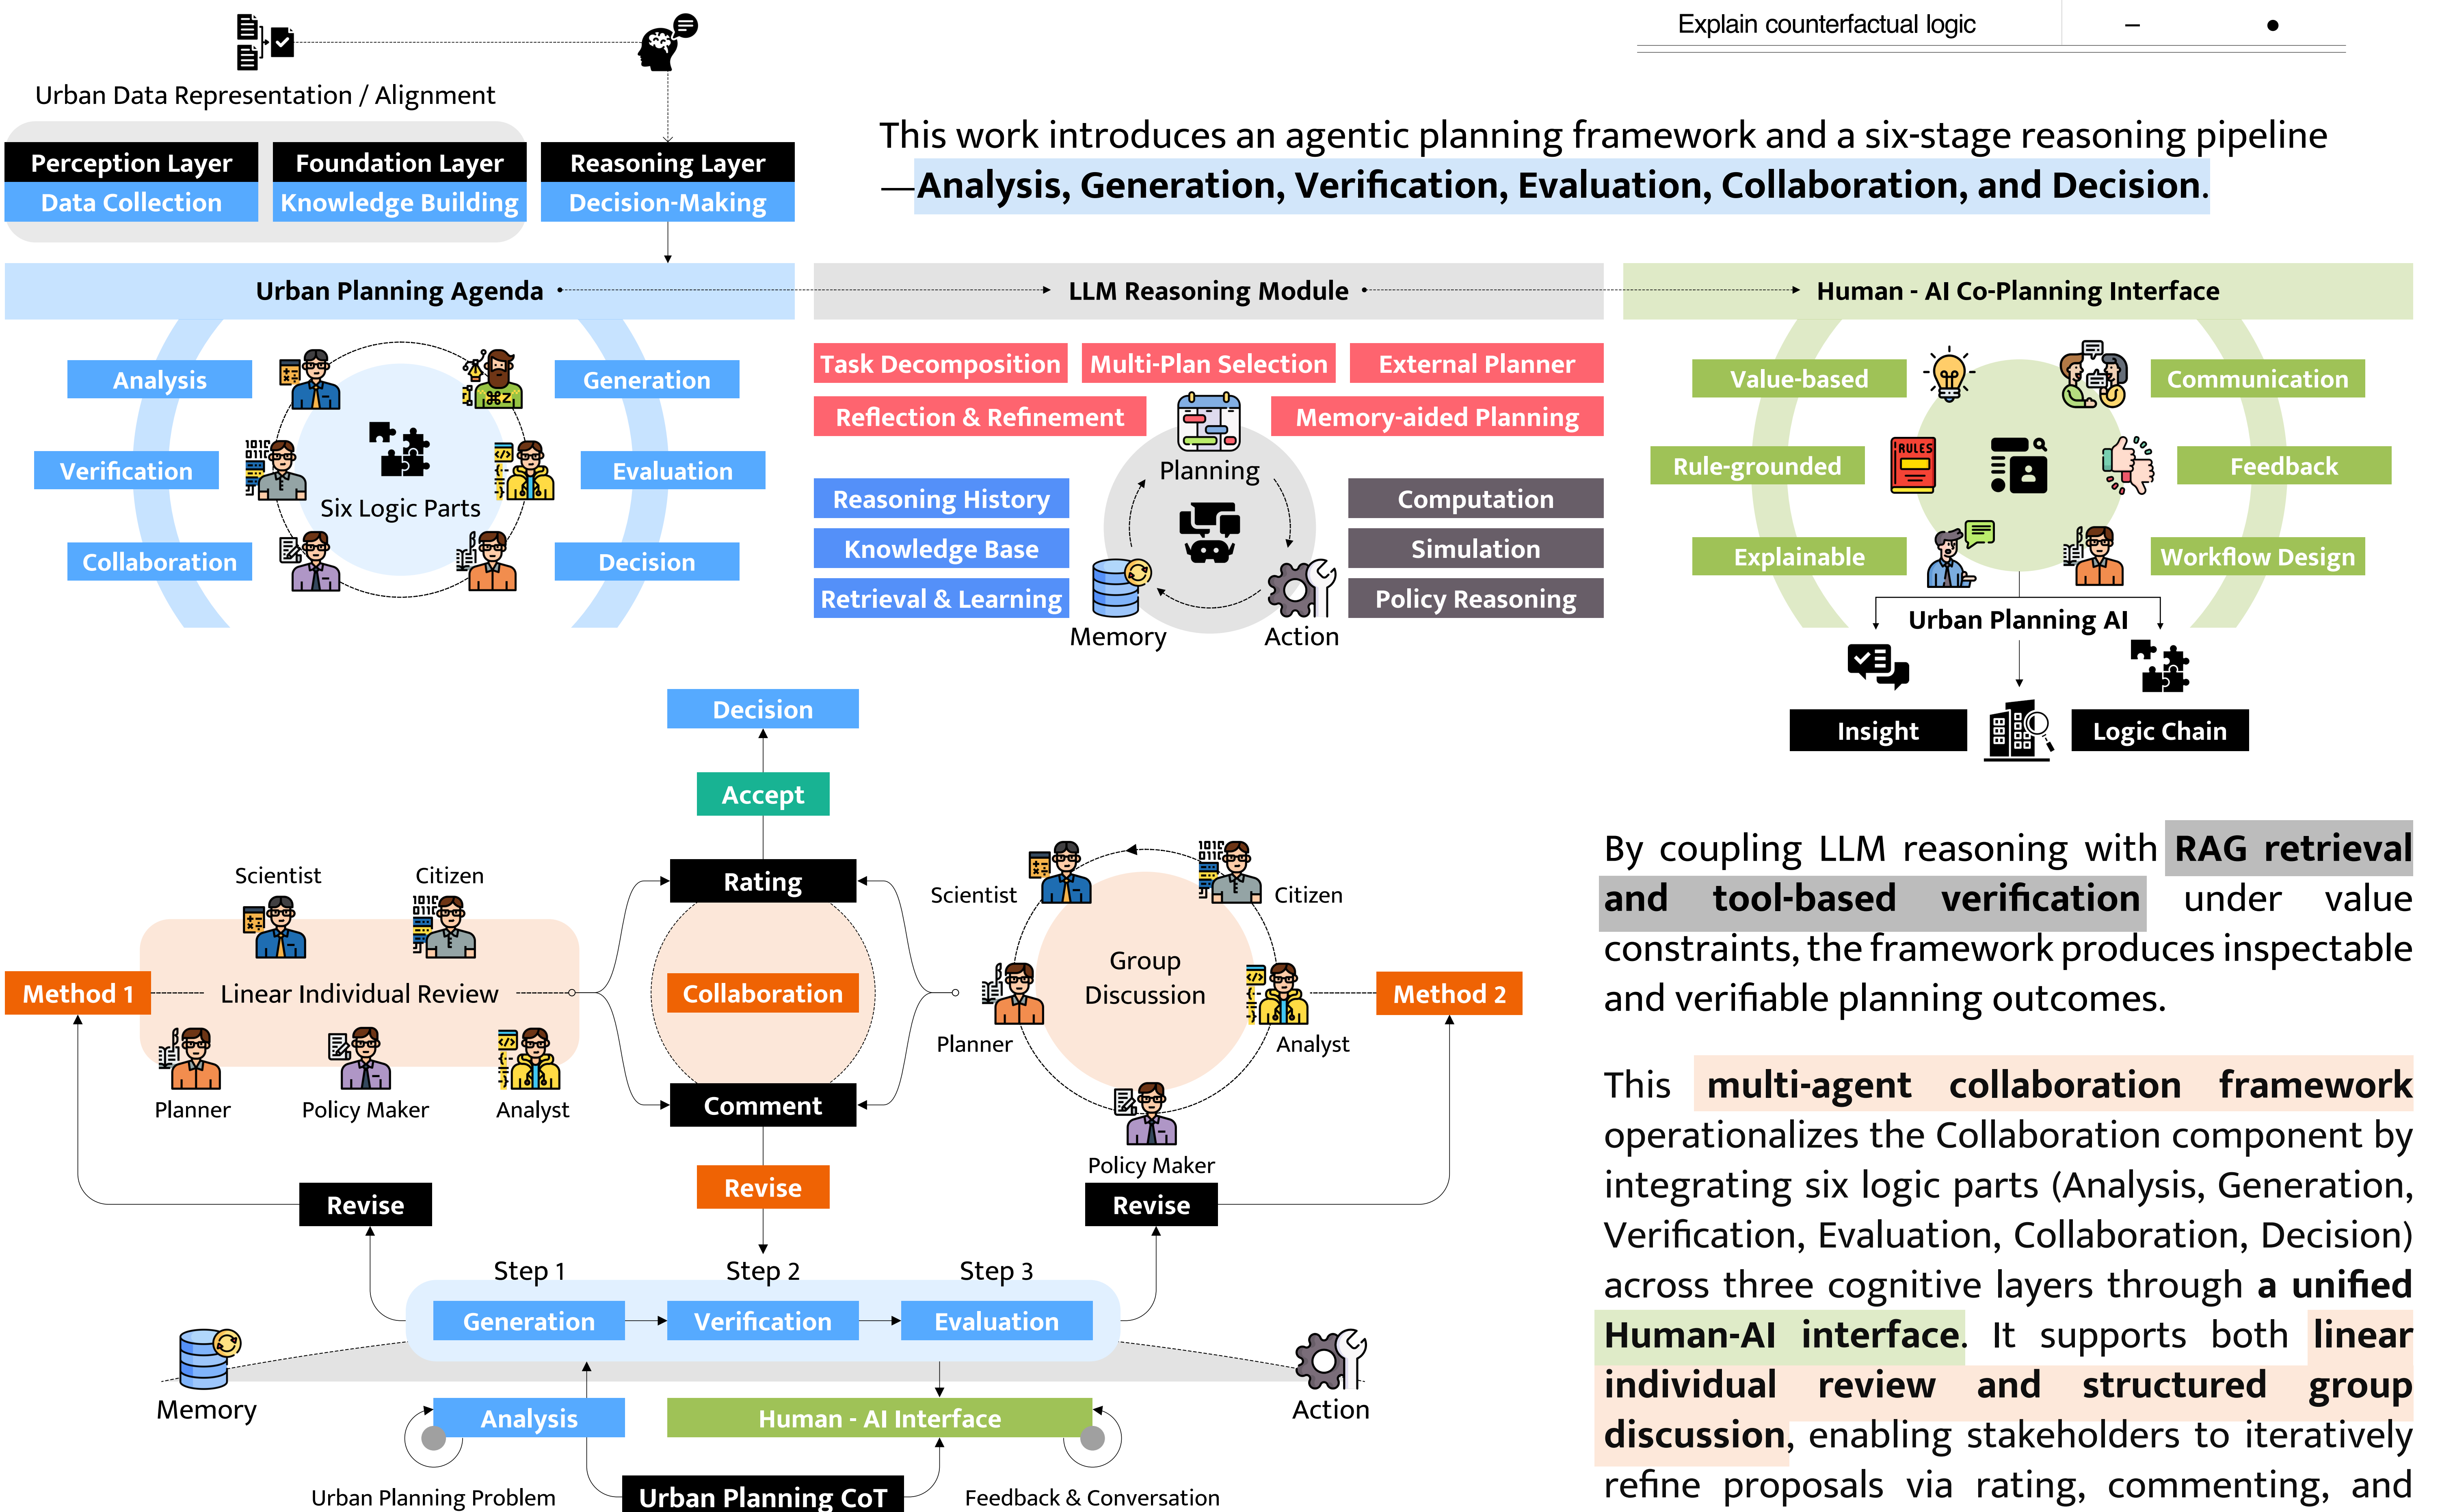 Explain counterfactual logic – •
Urban Data Representation / Alignment
Perception Layer
Data Collection
Foundation Layer
Knowledge Building
Reasoning Layer
Decision-Making
This work introduces an agentic planning framework and a six-stage reasoning pipeline
—Analysis, Generation, Verification, Evaluation, Collaboration, and Decision.
Urban Planning Agenda
Analysis
Generation
Verification
Six Logic Parts
Evaluation
Collaboration
Decision
LLM Reasoning Module
Task Decomposition
Multi-Plan Selection
External Planner
Reflection & Refinement
Memory-aided Planning
Planning
Reasoning History
Knowledge Base
Retrieval & Learning
Computation
Simulation
Policy Reasoning
Memory
Action
Human - AI Co-Planning Interface
Value-based
Communication
RULES
Rule-grounded
Feedback
Explainable
Workflow Design
Urban Planning AI
Insight
Logic Chain
Decision
Accept
Rating
Collaboration
Comment
Revise
Scientist
Citizen
Method 1
Linear Individual Review
Planner
Policy Maker
Analyst
Scientist
Citizen
Group
Discussion
Planner
Analyst
Policy Maker
Method 2
Revise
Revise
Step 1
Step 2
Step 3
Generation
Verification
Evaluation
Memory
Action
Analysis
Human - AI Interface
Urban Planning Problem
Urban Planning CoT
Feedback & Conversation
By coupling LLM reasoning with RAG retrieval
and tool-based verification under value
constraints, the framework produces inspectable
and verifiable planning outcomes.
This multi-agent collaboration framework
operationalizes the Collaboration component by
integrating six logic parts (Analysis, Generation,
Verification, Evaluation, Collaboration, Decision)
across three cognitive layers through a unified
Human-AI interface. It supports both linear
individual review and structured group
discussion, enabling stakeholders to iteratively
refine proposals via rating, commenting, and